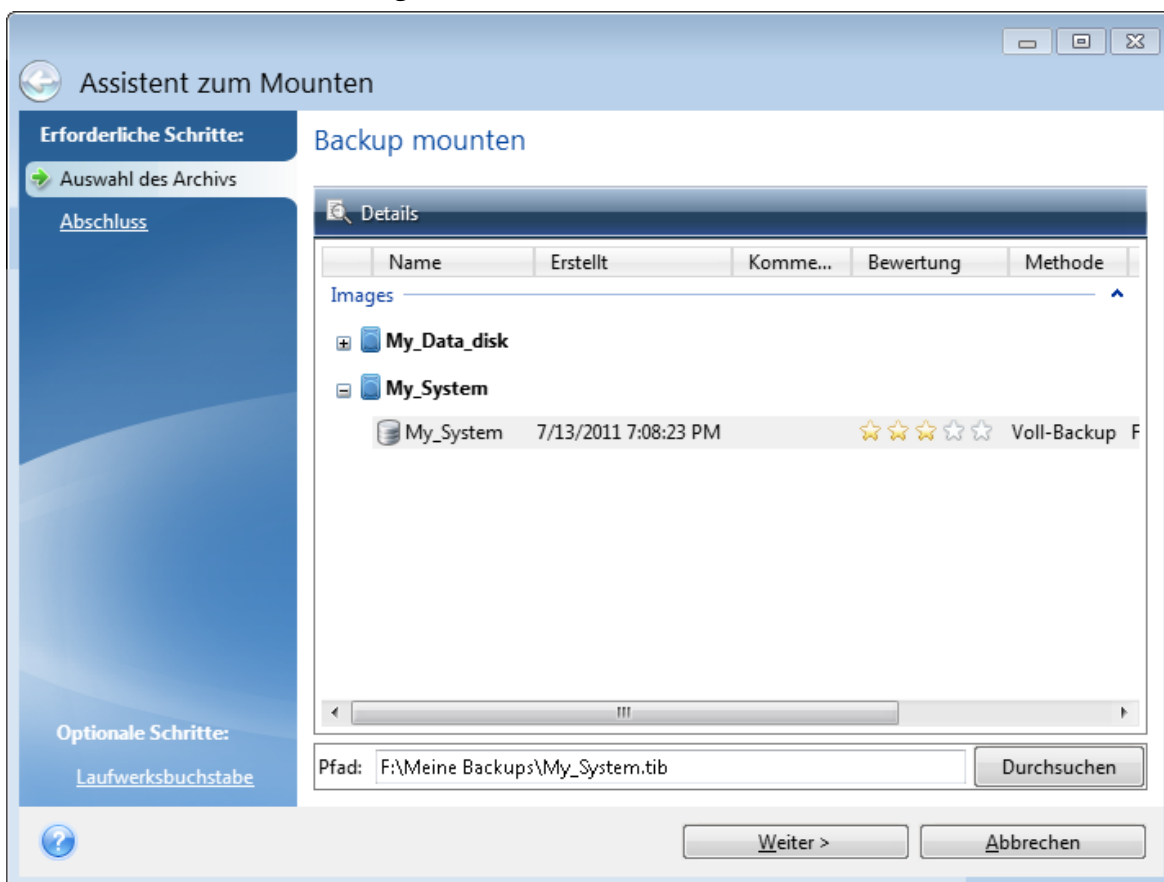 Assistent zum Mounten
Erforderliche Schritte:
Auswahl des Archivs
Abschluss
Backup mounten
Details
Name Erstellt Komme... Bewertung Methode
Images
My_Data_disk
My_System
My_System 7/13/2011 7:08:23 PM Voll-Backup F
Optionale Schritte:
Laufwerksbuchstabe
Pfad: F:\Meine Backups\My_System.tib Durchsuchen
Weiter > Abbrechen